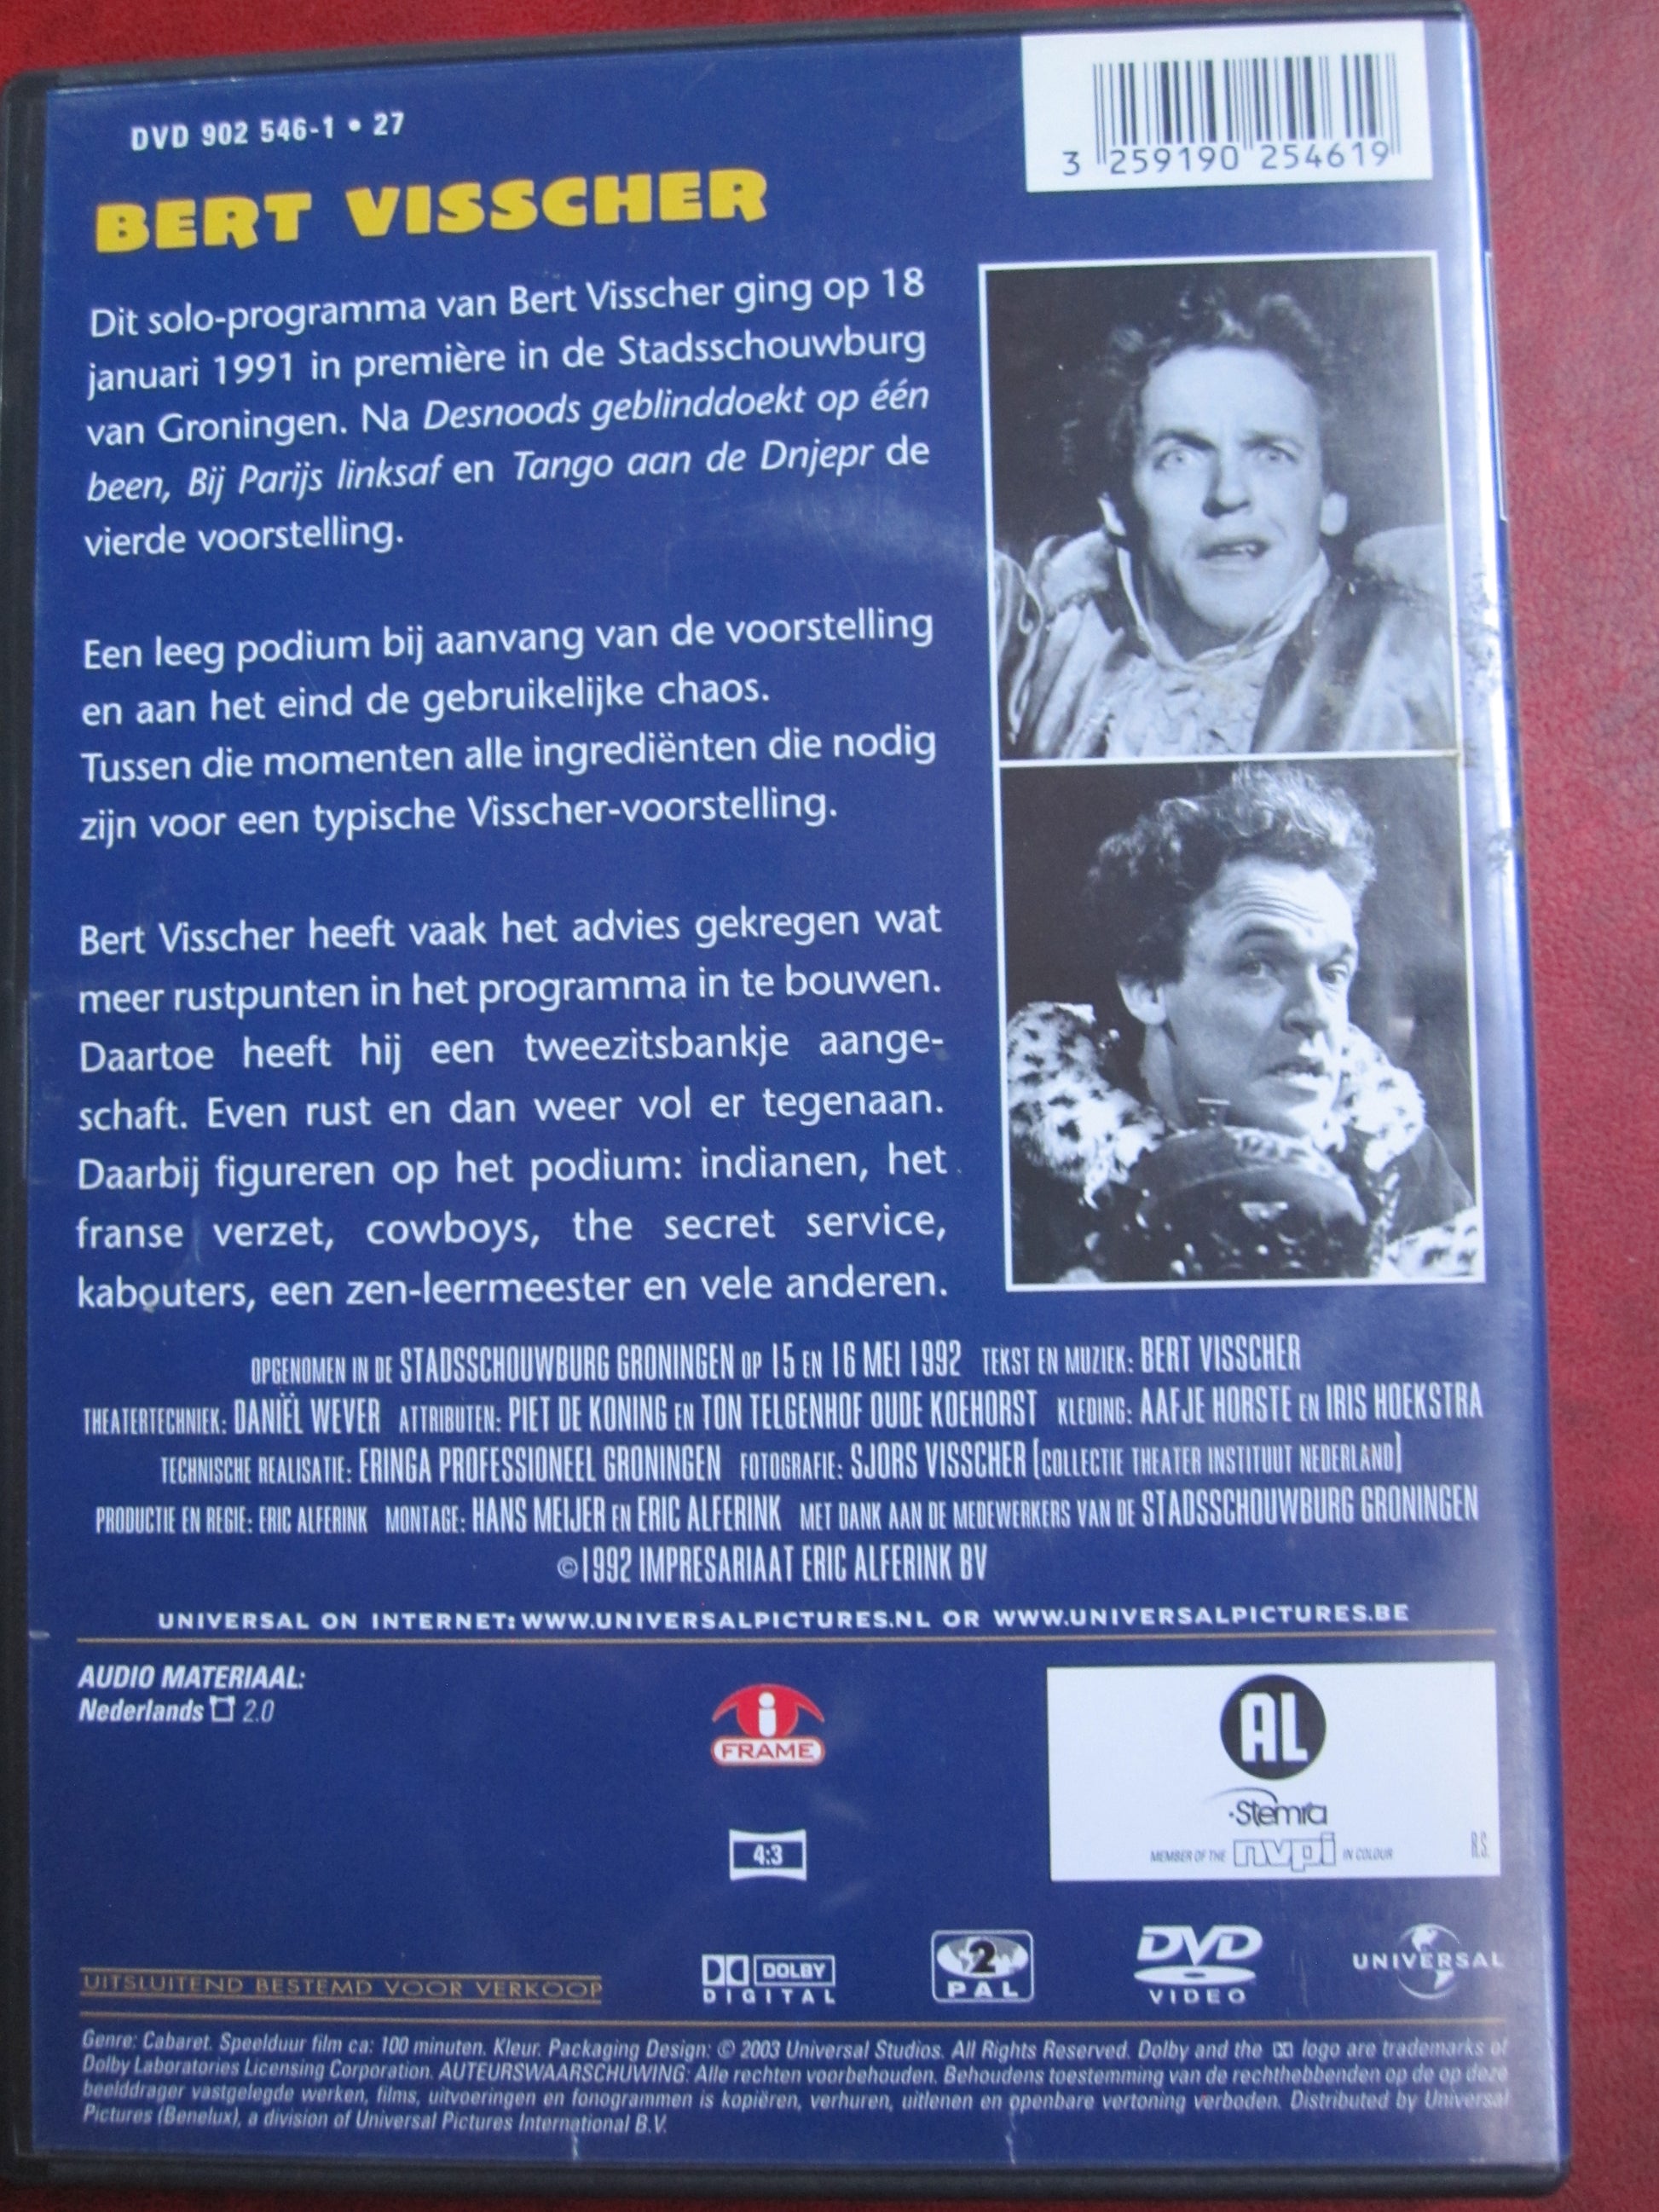 DVD 902 546-1 • 27
3 259190 254619
BERT VISSCHER
Dit solo-programma van Bert Visscher ging op 18
januari 1991 in première in de Stadsschouwburg
van Groningen. Na Desnoods geblinddoekt op één
been, Bij Parijs linksaf en Tango aan de Dnjepr de
vierde voorstelling.
Een leeg podium bij aanvang van de voorstelling
en aan het eind de gebruikelijke chaos.
Tussen die momenten alle ingrediënten die nodig
zijn voor een typische Visscher-voorstelling.
Bert Visscher heeft vaak het advies gekregen wat
meer rustpunten in het programma in te bouwen.
Daartoe heeft hij een tweezitsbankje aange-
schaft. Even rust en dan weer vol er tegenaan.
Daarbij figureren op het podium: indianen, het
franse verzet, cowboys, the secret service,
kabouters, een zen-leermeester en vele anderen.
OPGENOMEN IN DE STADSSCHOUWBURG GRONINGEN OP 15 EN 16 MEI 1992 TEKST EN MUZIEK: BERT VISSCHER
THEATERTECHNIEK: DANIËL WEVER ATTRIBUTEN: PIET DE KONING EN TON TELGENHOF OUDE KOEHORST KLEDING: AAFJE HORSTE EN IRIS HOEKSTRA
TECHNISCHE REALISATIE: ERINGA PROFESSIONEEL GRONINGEN FOTOGRAFIE: SJORS VISSCHER (COLLECTIE THEATER INSTITUUT NEDERLAND)
PRODUCTIE EN REGIE: ERIC ALFERINK MONTAGE: HANS MEIJER EN ERIC ALFERINK MET DANK AAN DE MEDEWERKERS VAN DE STADSSCHOUWBURG GRONINGEN
©1992 IMPRESARIAAT ERIC ALFERINK BV
UNIVERSAL ON INTERNET: WWW.UNIVERSALPICTURES.NL OR WWW.UNIVERSALPICTURES.BE
AUDIO MATERIAAL:
Nederlands 2.0
i
FRAME
4:3
AL
Stemra
MEMBER OF THE nvpi IN COLOUR
R.S.
UITSLUITEND BESTEMD VOOR VERKOOP
DOLBY
DIGITAL
2
PAL
DVD
VIDEO
UNIVERSAL
Genre: Cabaret. Speelduur film ca: 100 minuten. Kleur. Packaging Design: © 2003 Universal Studios. All Rights Reserved. Dolby and the logo are trademarks of
Dolby Laboratories Licensing Corporation. AUTEURSWAARSCHUWING: Alle rechten voorbehouden. Behoudens toestemming van de rechthebbenden op de op deze
beelddrager vastgelegde werken, films, uitvoeringen en fonogrammen is kopiëren, verhuren, uitlenen en openbare vertoning verboden. Distributed by Universal
Pictures (Benelux), a division of Universal Pictures International B.V.